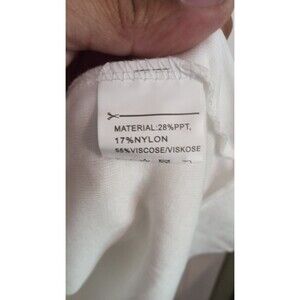 MATERIAL:28%PPT,
17%NYLON
55%VISCOSE/VISKOSE